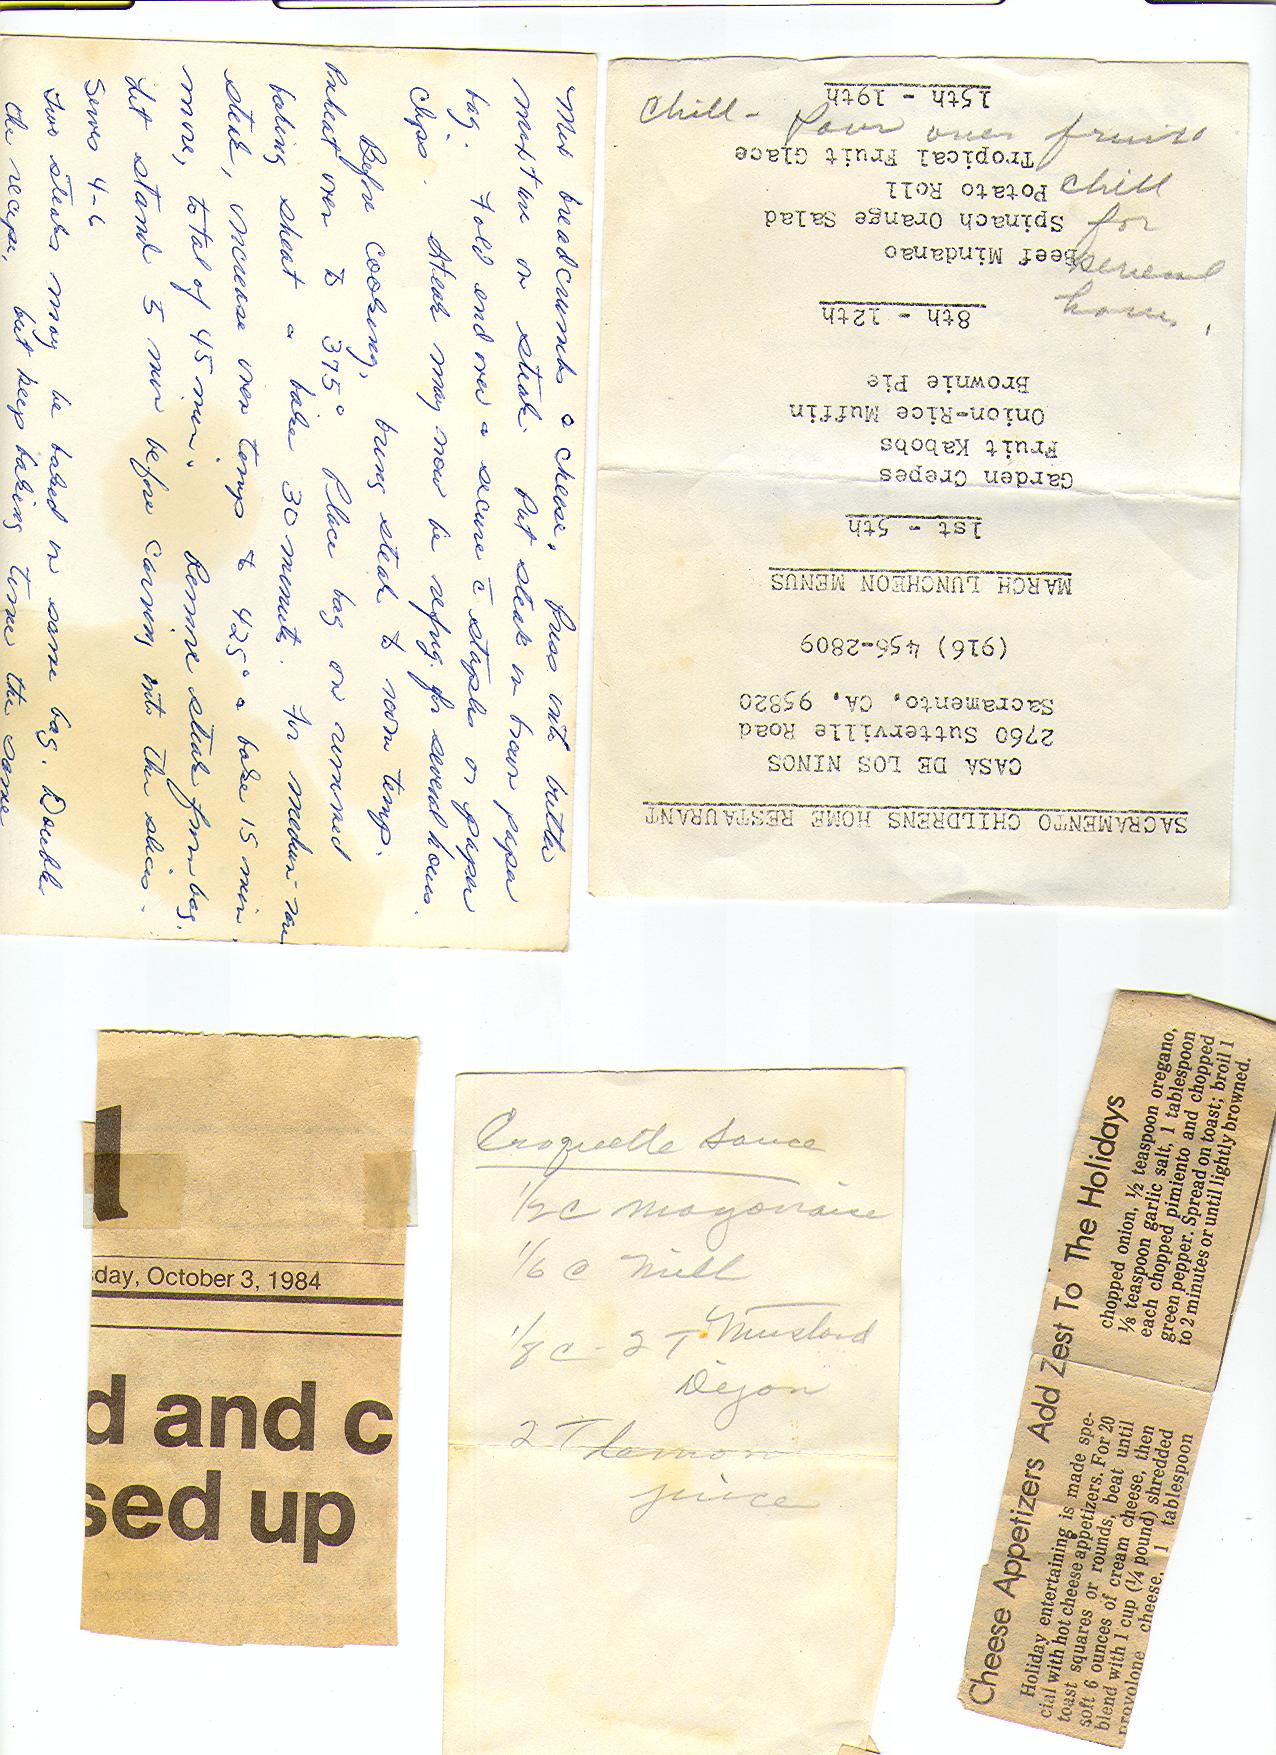 Mix breadcrumbs & cheese, press into butter
mixture on steak. Put steak in brown paper
bag. Fold end over & secure c staples or paper
clips. Steak may now be refrig. for several hours.
Before cooking, bring steak to room temp.
Preheat oven to 375° Place bag on rimmed
baking sheet & bake 30 minutes. For medium-rare
steak, increase oven temp to 425° & bake 15 min
more, total of 45 min. Remove steak from bag.
Let stand 5 min before carving into thin slices.
Serves 4-6
Two steaks may be baked in same bag. Double
the recipe, but keep baking time the same
Chill - Pour over fruits
Chill
for
several
hours.
SACRAMENTO CHILDRENS HOME RESTAURANT
CASA DE LOS NINOS
2760 Sutterville Road
Sacramento, CA. 95820
(916) 456-2809
MARCH LUNCHEON MENUS
1st - 5th
Garden Crepes
Fruit Kabobs
Onion-Rice Muffin
Brownie Pie
8th - 12th
Beef Mindanao
Spinach Orange Salad
Potato Roll
Tropical Fruit Glace
15th - 19th
sday, October 3, 1984
d and c
sed up
Croquette Sauce
1/2 C Mayonaise
1/6 C Milk
1/8 C - 2 T Mustard
Dijon
2 T Lemon
juice
Cheese Appetizers Add Zest To The Holidays
Holiday entertaining is made spe-
cial with hot cheese appetizers. For 20
toast squares or rounds, beat until
soft 6 ounces of cream cheese, then
blend with 1 cup (¼ pound) shredded
provolone cheese, 1 tablespoon
chopped onion, ½ teaspoon oregano,
⅛ teaspoon garlic salt, 1 tablespoon
each chopped pimiento and chopped
green pepper. Spread on toast; broil 1
to 2 minutes or until lightly browned.